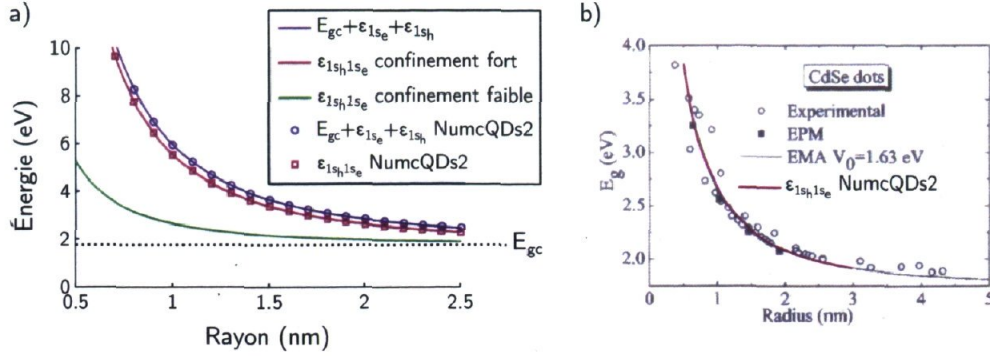 a)
E_gc+ε_1s_e+ε_1s_h
ε_1s_h1s_e confinement fort
ε_1s_h1s_e confinement faible
E_gc+ε_1s_e+ε_1s_h NumcQDs2
ε_1s_h1s_e NumcQDs2
10
8
6
4
2
0
Énergie (eV)
E_gc
0.5
1
1.5
2
2.5
Rayon (nm)
b)
4.0
3.5
3.0
2.5
2.0
E_g (eV)
CdSe dots
Experimental
EPM
EMA V_0=1.63 eV
ε_1s_h1s_e NumcQDs2
0
1
2
3
4
5
Radius (nm)